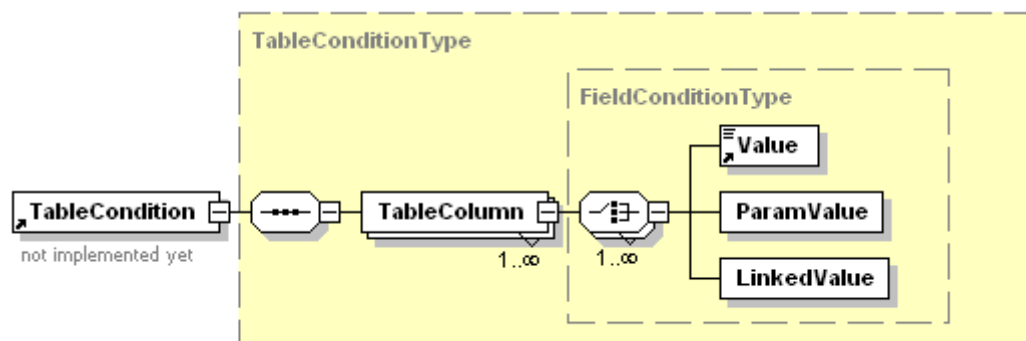 TableConditionType
FieldConditionType
Value
TableCondition
TableColumn
ParamValue
not implemented yet
1..∞
1..∞
LinkedValue